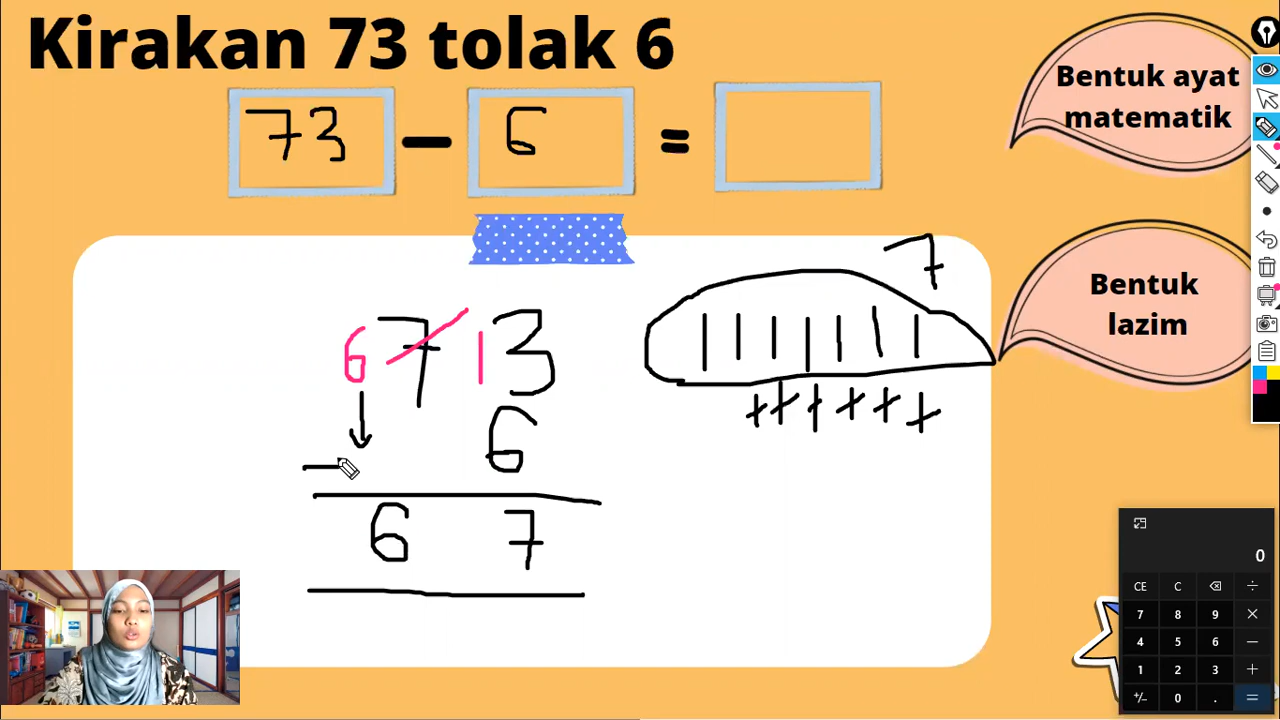 Kirakan 73 tolak 6
73 − 6 =
Bentuk ayat
matematik
Bentuk
lazim
7
6 7 1 3
6
−
6 7
0
CE C ⌫ ÷
7 8 9 ×
4 5 6 −
1 2 3 +
+/− 0 . =